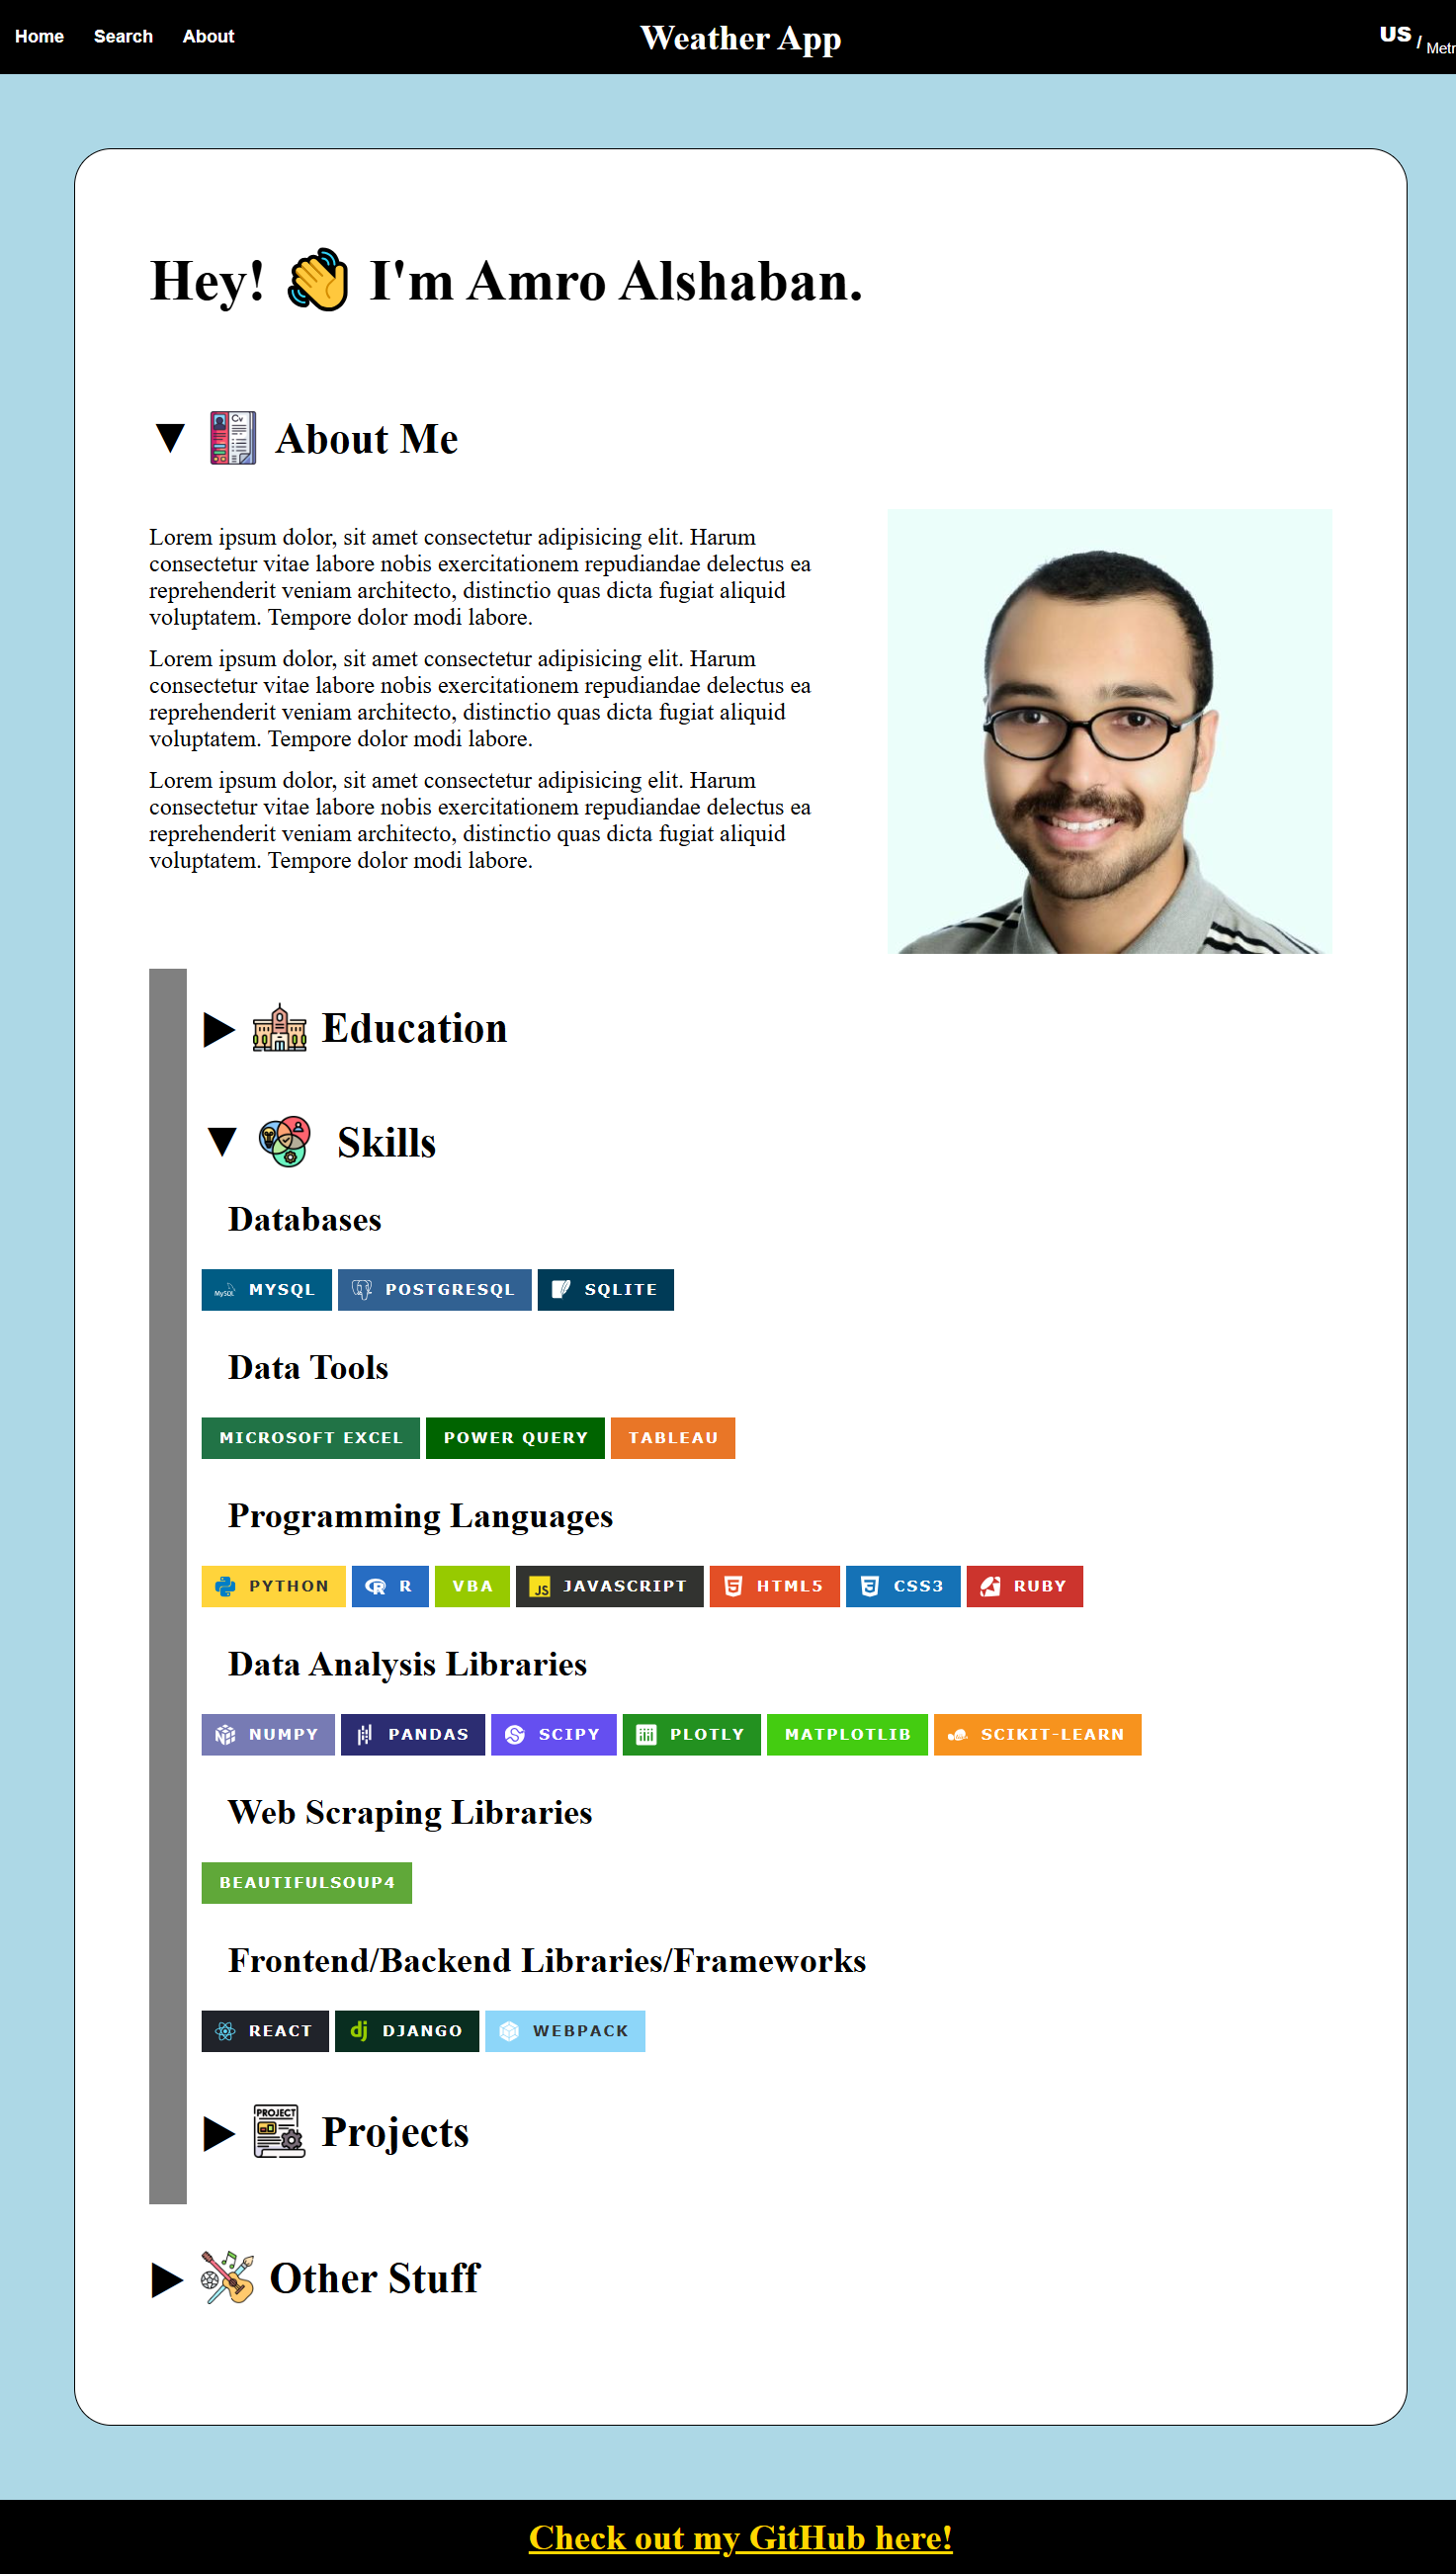 Home Search About Weather App US / Metr
Hey! 👋 I'm Amro Alshaban.
▼ Cv About Me
Lorem ipsum dolor, sit amet consectetur adipisicing elit. Harum
consectetur vitae labore nobis exercitationem repudiandae delectus ea
reprehenderit veniam architecto, distinctio quas dicta fugiat aliquid
voluptatem. Tempore dolor modi labore.
Lorem ipsum dolor, sit amet consectetur adipisicing elit. Harum
consectetur vitae labore nobis exercitationem repudiandae delectus ea
reprehenderit veniam architecto, distinctio quas dicta fugiat aliquid
voluptatem. Tempore dolor modi labore.
Lorem ipsum dolor, sit amet consectetur adipisicing elit. Harum
consectetur vitae labore nobis exercitationem repudiandae delectus ea
reprehenderit veniam architecto, distinctio quas dicta fugiat aliquid
voluptatem. Tempore dolor modi labore.
▶ Education
▼ Skills
Databases
MySQL MYSQL POSTGRESQL SQLITE
Data Tools
MICROSOFT EXCEL POWER QUERY TABLEAU
Programming Languages
PYTHON R R VBA JS JAVASCRIPT 5 HTML5 3 CSS3 RUBY
Data Analysis Libraries
NUMPY PANDAS SCIPY PLOTLY MATPLOTLIB SCIKIT-LEARN
Web Scraping Libraries
BEAUTIFULSOUP4
Frontend/Backend Libraries/Frameworks
REACT dj DJANGO WEBPACK
▶ PROJECT Projects
▶ Other Stuff
Check out my GitHub here!